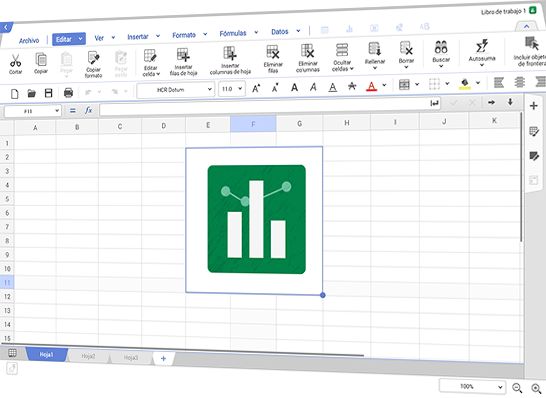 Libro de trabajo 1
Archivo Editar Ver Insertar Formato Fórmulas Datos
Cortar Copiar Pegar Copiar formato Pegar Editar celda Insertar filas de hoja Insertar columnas de hoja Eliminar filas Eliminar columnas Ocultar celdas Rellenar Borrar Buscar Autosuma Incluir objeto de frontera
HCR Dotum 11.0
F11 fx
A B C D E F G H I J K
1
2
3
4
5
6
7
8
9
10
11
12
13
14
15
Hoja1 Hoja2 Hoja3 +
100%